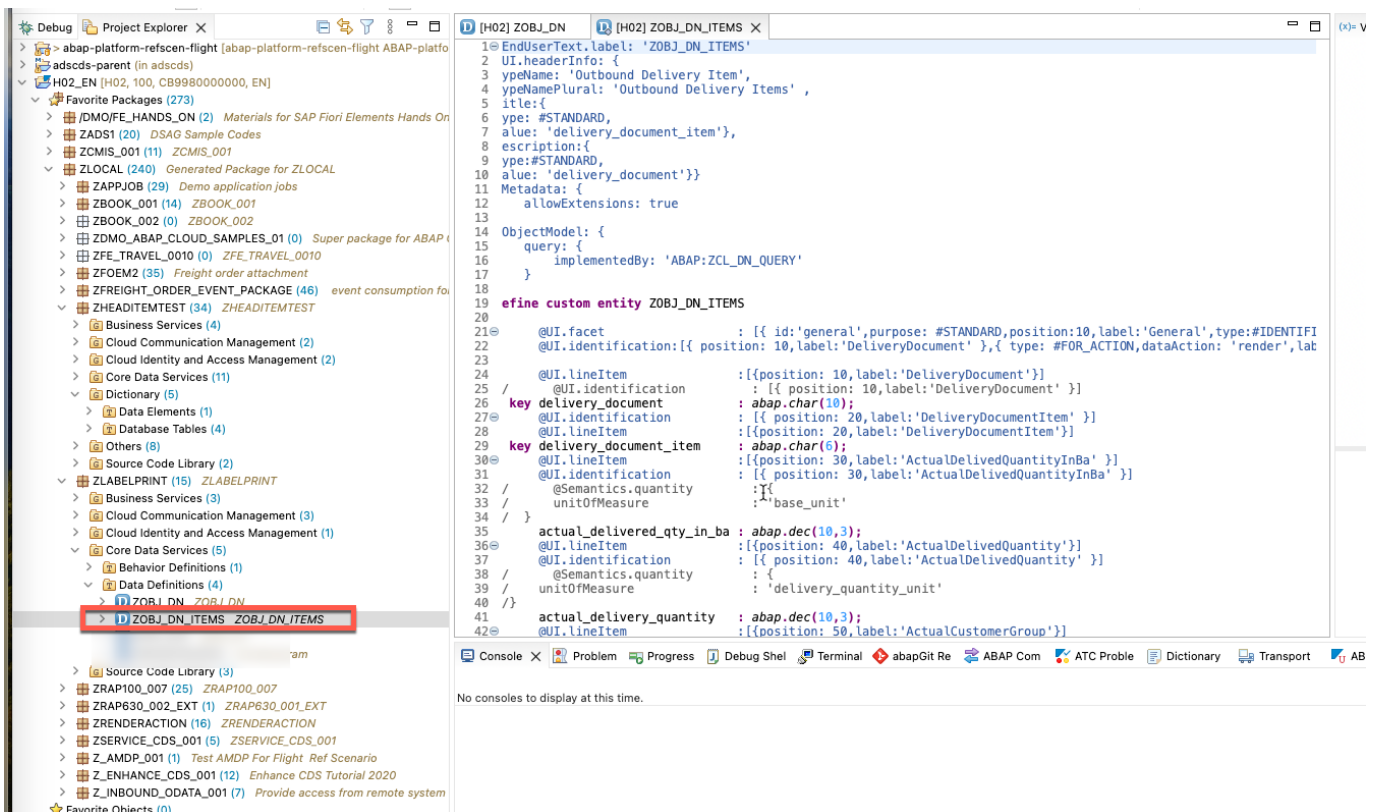 Debug Project Explorer
> abap-platform-refscen-flight [abap-platform-refscen-flight ABAP-platfo
adscds-parent (in adscds)
H02_EN [H02, 100, CB9980000000, EN]
Favorite Packages (273)
/DMO/FE_HANDS_ON (2) Materials for SAP Fiori Elements Hands On
ZADS1 (20) DSAG Sample Codes
ZCMIS_001 (11) ZCMIS_001
ZLOCAL (240) Generated Package for ZLOCAL
ZAPPJOB (29) Demo application jobs
ZBOOK_001 (14) ZBOOK_001
ZBOOK_002 (0) ZBOOK_002
ZDMO_ABAP_CLOUD_SAMPLES_01 (0) Super package for ABAP (
ZFE_TRAVEL_0010 (0) ZFE_TRAVEL_0010
ZFOEM2 (35) Freight order attachment
ZFREIGHT_ORDER_EVENT_PACKAGE (46) event consumption fo
ZHEADITEMTEST (34) ZHEADITEMTEST
Business Services (4)
Cloud Communication Management (2)
Cloud Identity and Access Management (2)
Core Data Services (11)
Dictionary (5)
Data Elements (1)
Database Tables (4)
Others (8)
Source Code Library (2)
ZLABELPRINT (15) ZLABELPRINT
Business Services (3)
Cloud Communication Management (3)
Cloud Identity and Access Management (1)
Core Data Services (5)
Behavior Definitions (1)
Data Definitions (4)
ZOBJ_DN ZOBJ_DN
ZOBJ_DN_ITEMS ZOBJ_DN_ITEMS
ram
Source Code Library (3)
ZRAP100_007 (25) ZRAP100_007
ZRAP630_002_EXT (1) ZRAP630_001_EXT
ZRENDERACTION (16) ZRENDERACTION
ZSERVICE_CDS_001 (5) ZSERVICE_CDS_001
Z_AMDP_001 (1) Test AMDP For Flight Ref Scenario
Z_ENHANCE_CDS_001 (12) Enhance CDS Tutorial 2020
Z_INBOUND_ODATA_001 (7) Provide access from remote system
Favorite Objects (0)
[H02] ZOBJ_DN [H02] ZOBJ_DN_ITEMS
(x)= V
1 EndUserText.label: 'ZOBJ_DN_ITEMS'
2 UI.headerInfo: {
3 ypeName: 'Outbound Delivery Item',
4 ypeNamePlural: 'Outbound Delivery Items' ,
5 itle:{
6 ype: #STANDARD,
7 alue: 'delivery_document_item'},
8 escription:{
9 ype:#STANDARD,
10 alue: 'delivery_document'}}
11 Metadata: {
12 allowExtensions: true
13
14 ObjectModel: {
15 query: {
16 implementedBy: 'ABAP:ZCL_DN_QUERY'
17 }
18
19 efine custom entity ZOBJ_DN_ITEMS
20
21 @UI.facet : [{ id:'general',purpose: #STANDARD,position:10,label:'General',type:#IDENTIFI
22 @UI.identification:[{ position: 10,label:'DeliveryDocument' },{ type: #FOR_ACTION,dataAction: 'render',lab
23
24 @UI.lineItem :[{position: 10,label:'DeliveryDocument'}]
25 / @UI.identification : [{ position: 10,label:'DeliveryDocument' }]
26 key delivery_document : abap.char(10);
27 @UI.identification : [{ position: 20,label:'DeliveryDocumentItem' }]
28 @UI.lineItem :[{position: 20,label:'DeliveryDocumentItem'}]
29 key delivery_document_item : abap.char(6);
30 @UI.lineItem :[{position: 30,label:'ActualDeliveredQuantityInBa' }]
31 @UI.identification : [{ position: 30,label:'ActualDeliveredQuantityInBa' }]
32 / @Semantics.quantity : {
33 / unitOfMeasure : 'base_unit'
34 / }
35 actual_delivered_qty_in_ba : abap.dec(10,3);
36 @UI.lineItem :[{position: 40,label:'ActualDelivedQuantity'}]
37 @UI.identification : [{ position: 40,label:'ActualDelivedQuantity' }]
38 / @Semantics.quantity : {
39 / unitOfMeasure : 'delivery_quantity_unit'
40 /}
41 actual_delivery_quantity : abap.dec(10,3);
42 @UI.lineItem :[{position: 50,label:'ActualCustomerGroup'}]
Console Problem Progress Debug Shel Terminal abapGit Re ABAP Com ATC Proble Dictionary Transport AB
No consoles to display at this time.